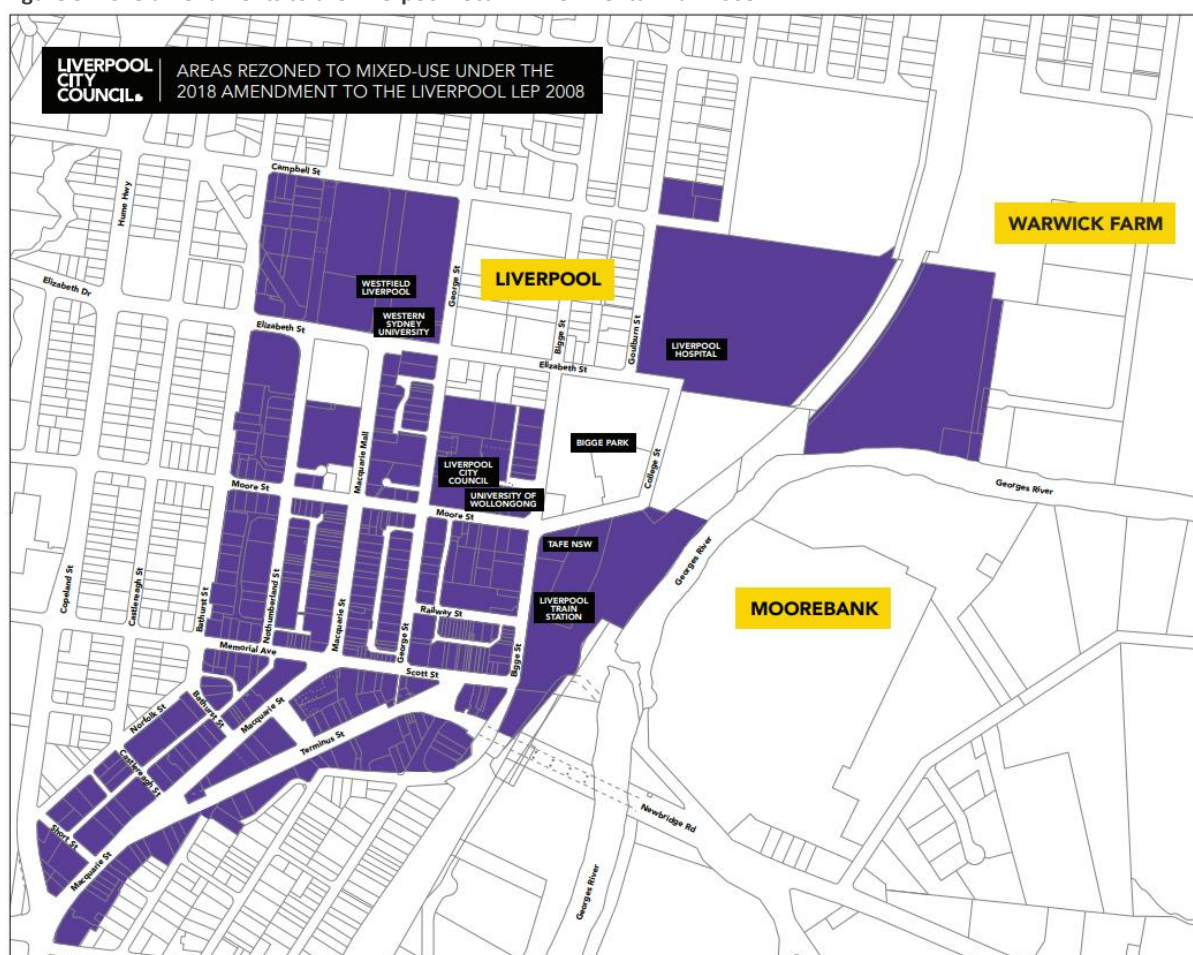 LIVERPOOL
CITY
COUNCIL
AREAS REZONED TO MIXED-USE UNDER THE
2018 AMENDMENT TO THE LIVERPOOL LEP 2008
Campbell St
Hume Hwy
WARWICK FARM
Elizabeth Dr
WESTFIELD
LIVERPOOL
George St
LIVERPOOL
WESTERN
SYDNEY
UNIVERSITY
Elizabeth St
Bigge St
Goulburn St
LIVERPOOL
HOSPITAL
Elizabeth St
Macquarie Mall
BIGGE PARK
College St
LIVERPOOL
CITY
COUNCIL
UNIVERSITY OF
WOLLONGONG
Moore St
Moore St
Georges River
TAFE NSW
Georges River
Copeland St
Castlereagh St
Bathurst St
Nothumberland St
Macquarie St
George St
Railway St
LIVERPOOL
TRAIN
STATION
MOOREBANK
Bigge St
Memorial Ave
Scott St
Norfolk St
Bathurst St
Macquarie St
Terminus St
Castlereagh St
Short St
Macquarie St
Newbridge Rd
Georges River